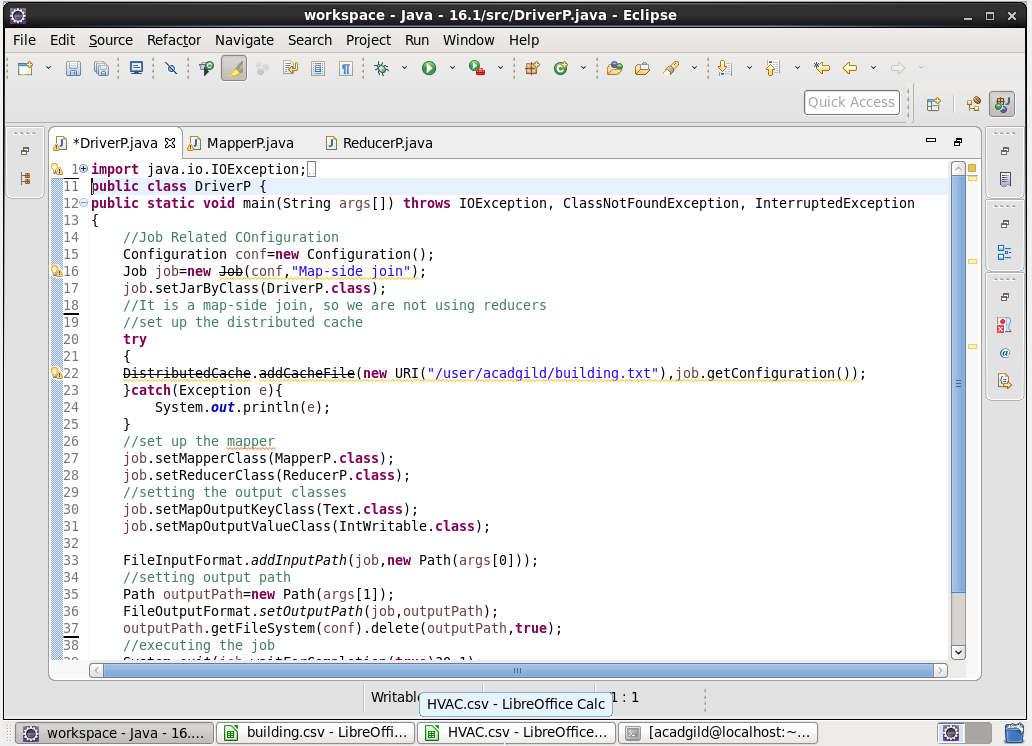 workspace - Java - 16.1/src/DriverP.java - Eclipse
File Edit Source Refactor Navigate Search Project Run Window Help
Quick Access
*DriverP.java MapperP.java ReducerP.java
1 import java.io.IOException;
11 public class DriverP {
12 public static void main(String args[]) throws IOException, ClassNotFoundException, InterruptedException
13 {
14 //Job Related COnfiguration
15 Configuration conf=new Configuration();
16 Job job=new Job(conf,"Map-side join");
17 job.setJarByClass(DriverP.class);
18 //It is a map-side join, so we are not using reducers
19 //set up the distributed cache
20 try
21 {
22 DistributedCache.addCacheFile(new URI("/user/acadgild/building.txt"),job.getConfiguration());
23 }catch(Exception e){
24 System.out.println(e);
25 }
26 //set up the mapper
27 job.setMapperClass(MapperP.class);
28 job.setReducerClass(ReducerP.class);
29 //setting the output classes
30 job.setMapOutputKeyClass(Text.class);
31 job.setMapOutputValueClass(IntWritable.class);
32
33 FileInputFormat.addInputPath(job,new Path(args[0]));
34 //setting output path
35 Path outputPath=new Path(args[1]);
36 FileOutputFormat.setOutputPath(job,outputPath);
37 outputPath.getFileSystem(conf).delete(outputPath,true);
38 //executing the job
Writabl 1 : 1
HVAC.csv - LibreOffice Calc
workspace - Java - 16.... building.csv - LibreOffi... HVAC.csv - LibreOffice... [acadgild@localhost:~...